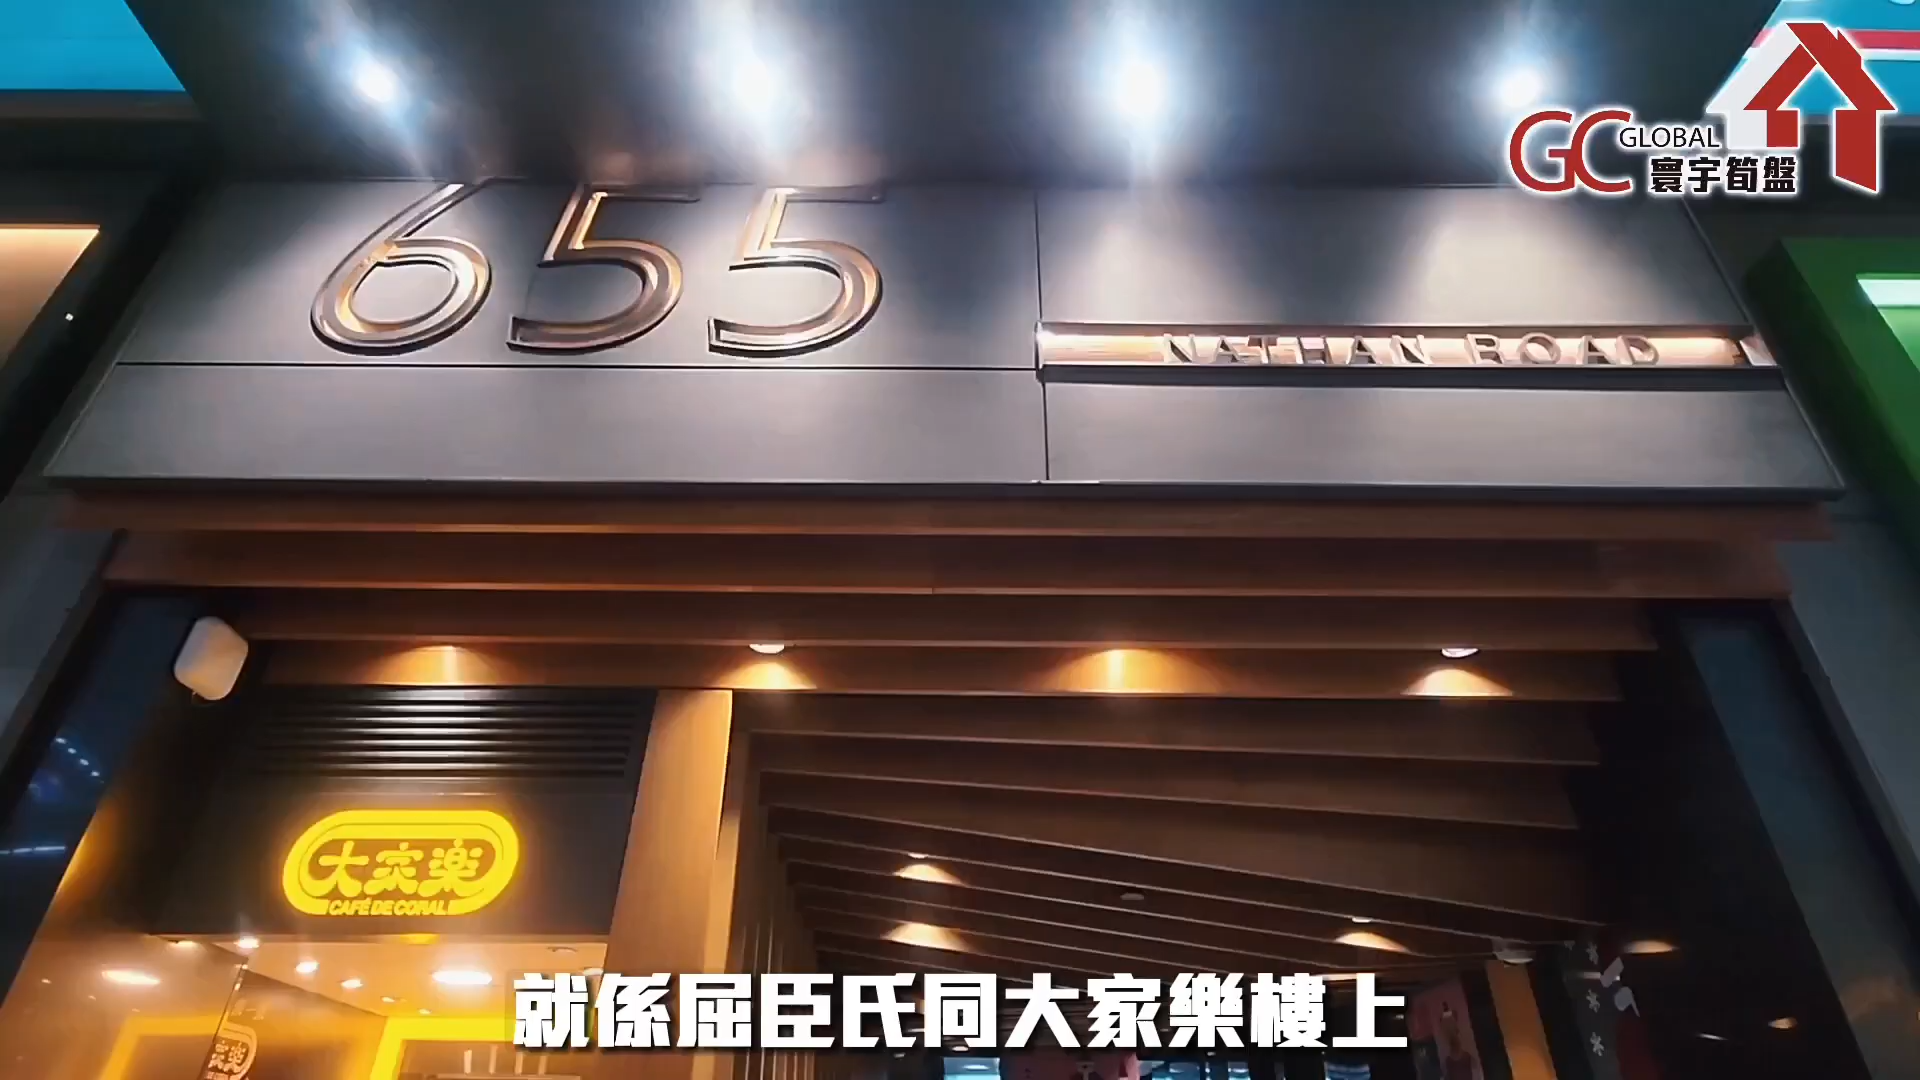 GC GLOBAL
寰宇筍盤
655
NATHAN ROAD
大家樂
CAFÉ DE CORAL
就係屈臣氏同大家樂樓上